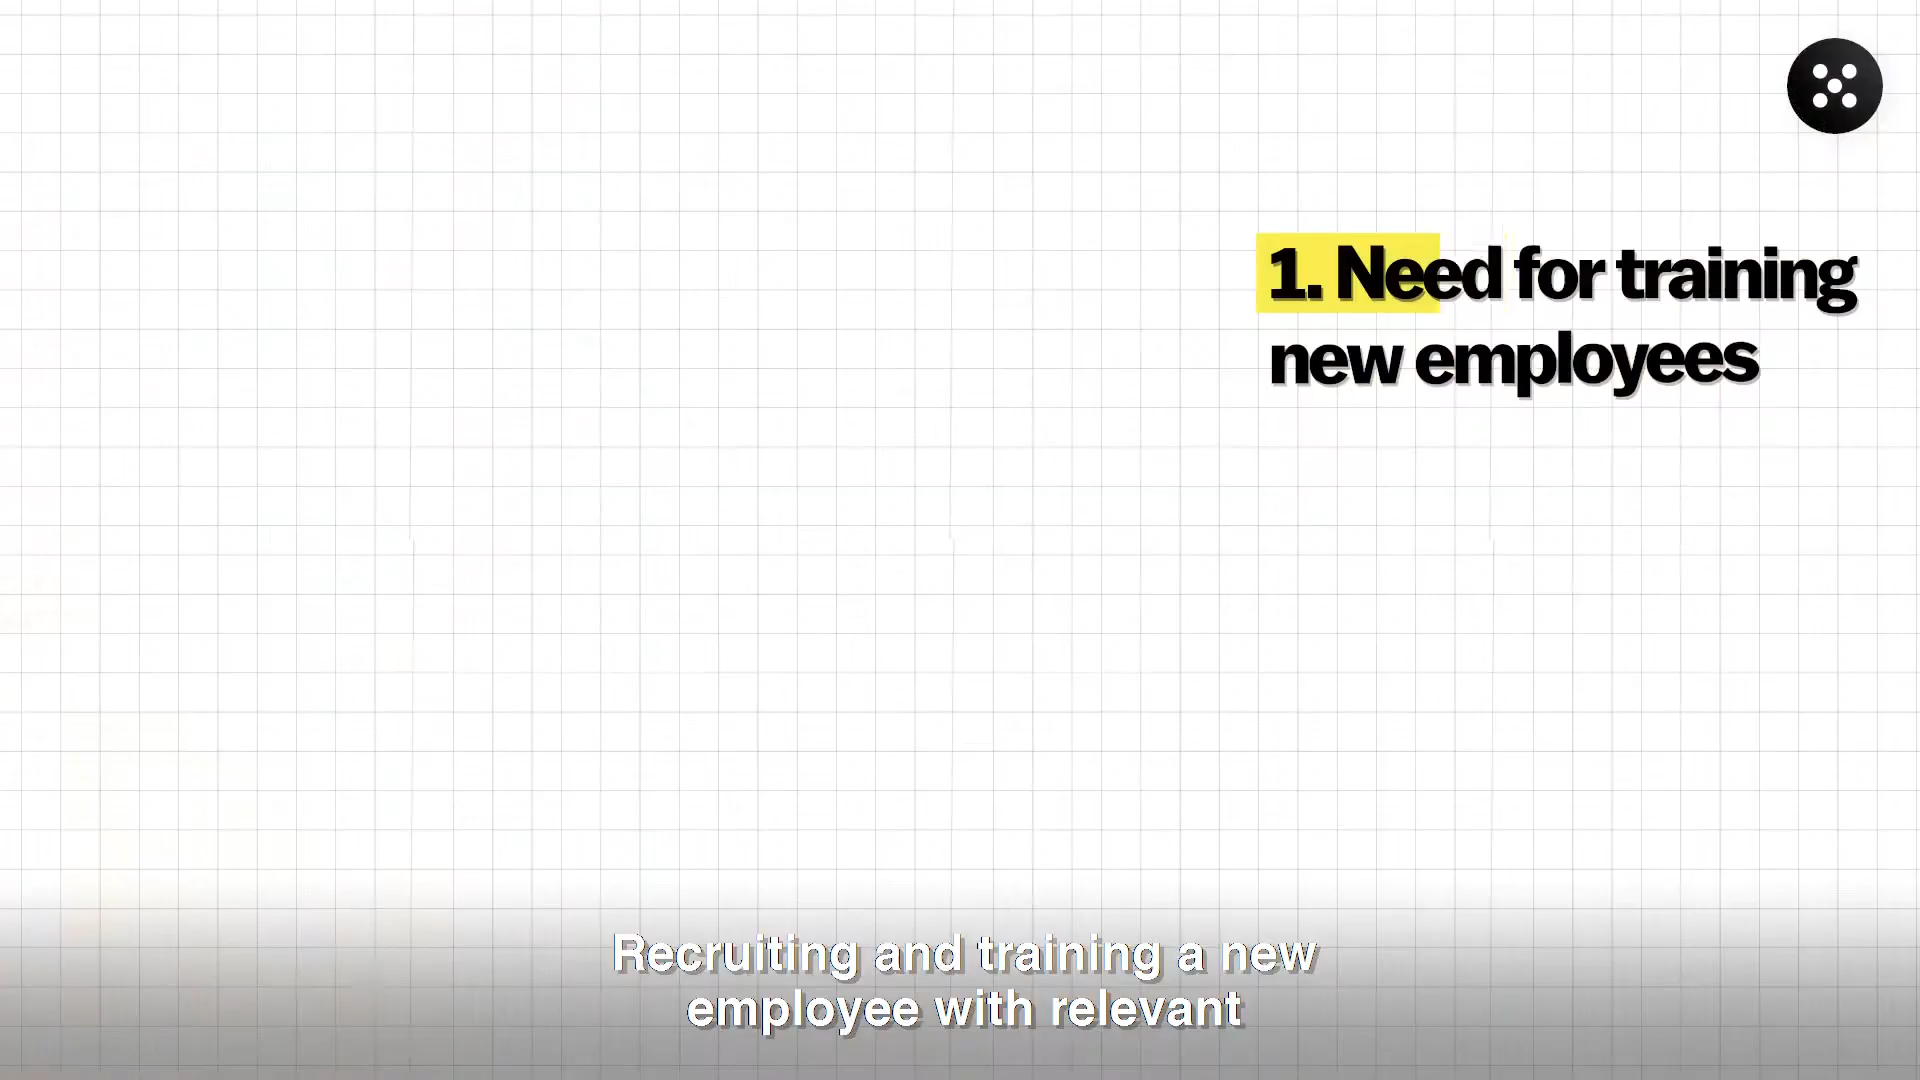 1. Need for training
new employees
Recruiting and training a new
employee with relevant